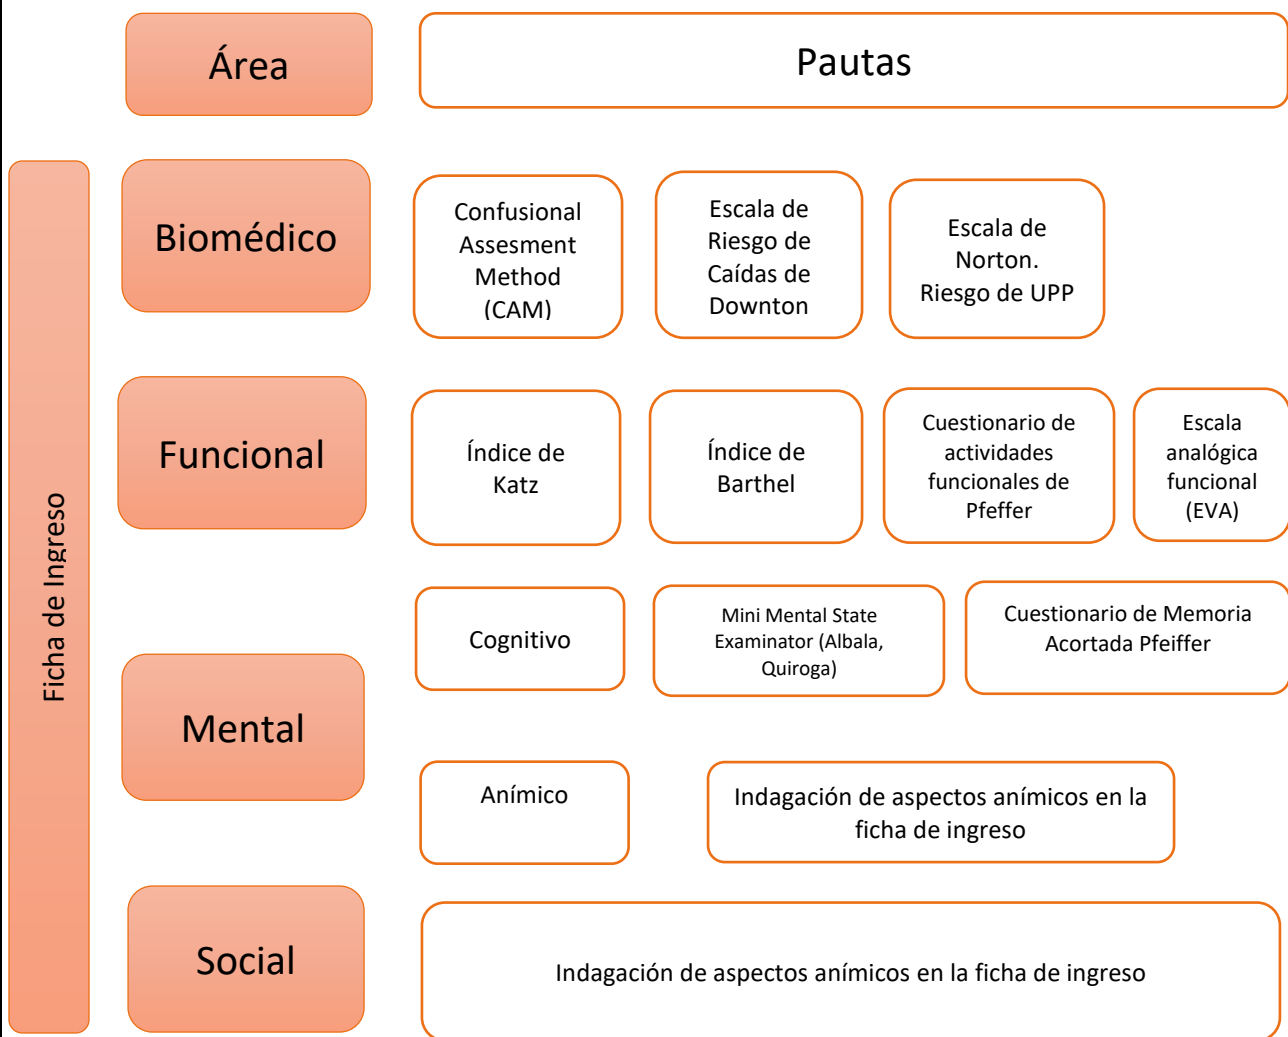 Área
Pautas
Ficha de Ingreso
Biomédico
Confusional
Assesment
Method
(CAM)
Escala de
Riesgo de
Caídas de
Downton
Escala de
Norton.
Riesgo de UPP
Funcional
Índice de
Katz
Índice de
Barthel
Cuestionario de
actividades
funcionales de
Pfeffer
Escala
analógica
funcional
(EVA)
Mental
Cognitivo
Mini Mental State
Examinator (Albala,
Quiroga)
Cuestionario de Memoria
Acortada Pfeiffer
Anímico
Indagación de aspectos anímicos en la
ficha de ingreso
Social
Indagación de aspectos anímicos en la ficha de ingreso